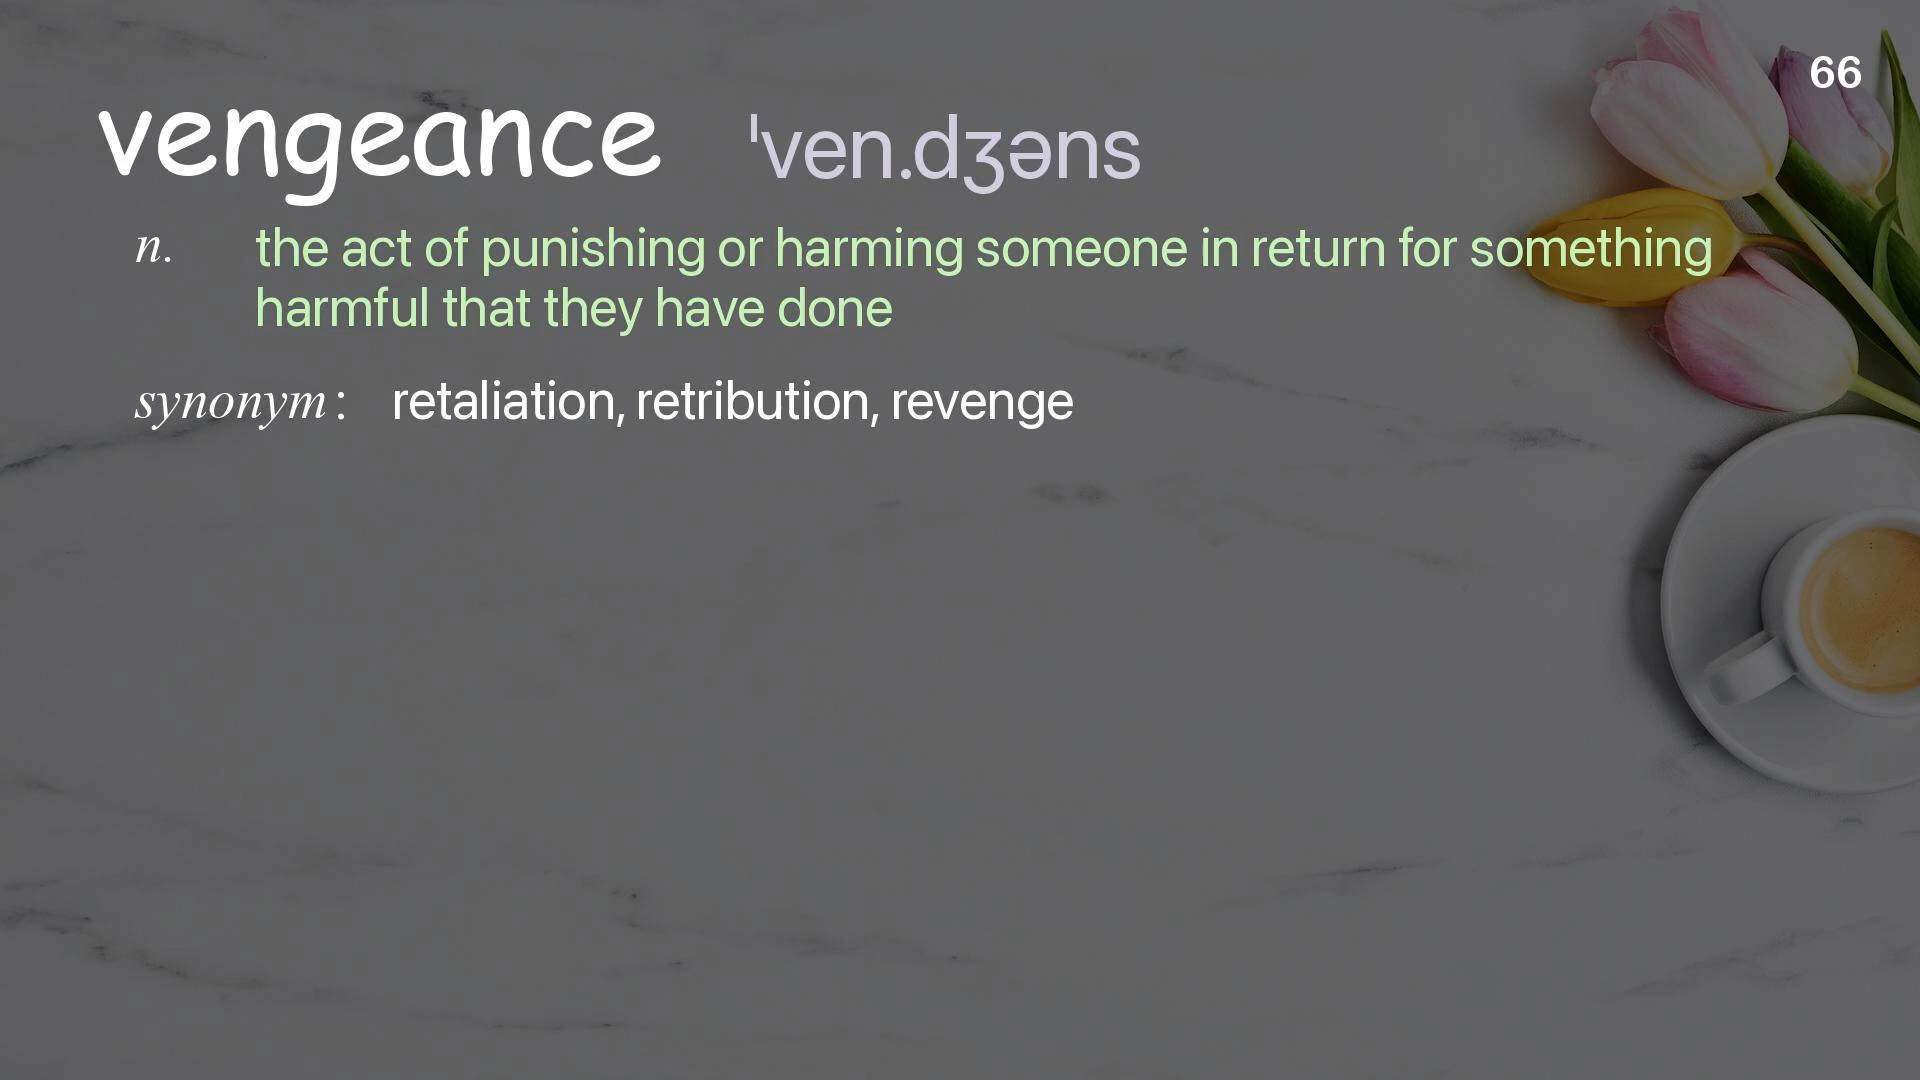 66
vengeance ˈven.dʒəns
n. the act of punishing or harming someone in return for something
harmful that they have done
synonym: retaliation, retribution, revenge